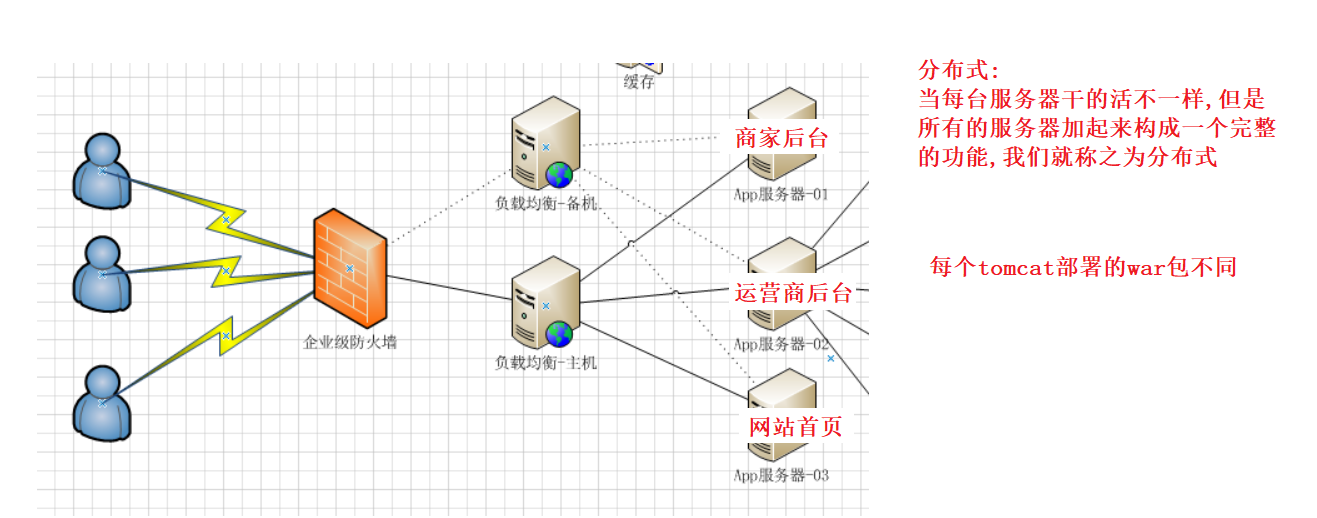 缓存
分布式:
当每台服务器干的活不一样,但是
所有的服务器加起来构成一个完整
的功能,我们就称之为分布式
商家后台
App服务器-01
负载均衡-备机
每个tomcat部署的war包不同
运营商后台
App服务器-02
企业级防火墙
负载均衡-主机
网站首页
App服务器-03